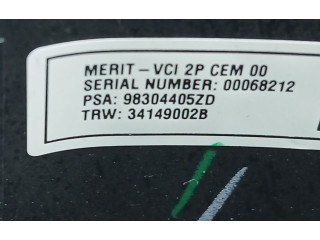 MERIT-VCI 2P CEM 00
SERIAL NUMBER: 00068212
PSA: 98304405ZD
TRW: 34149002B